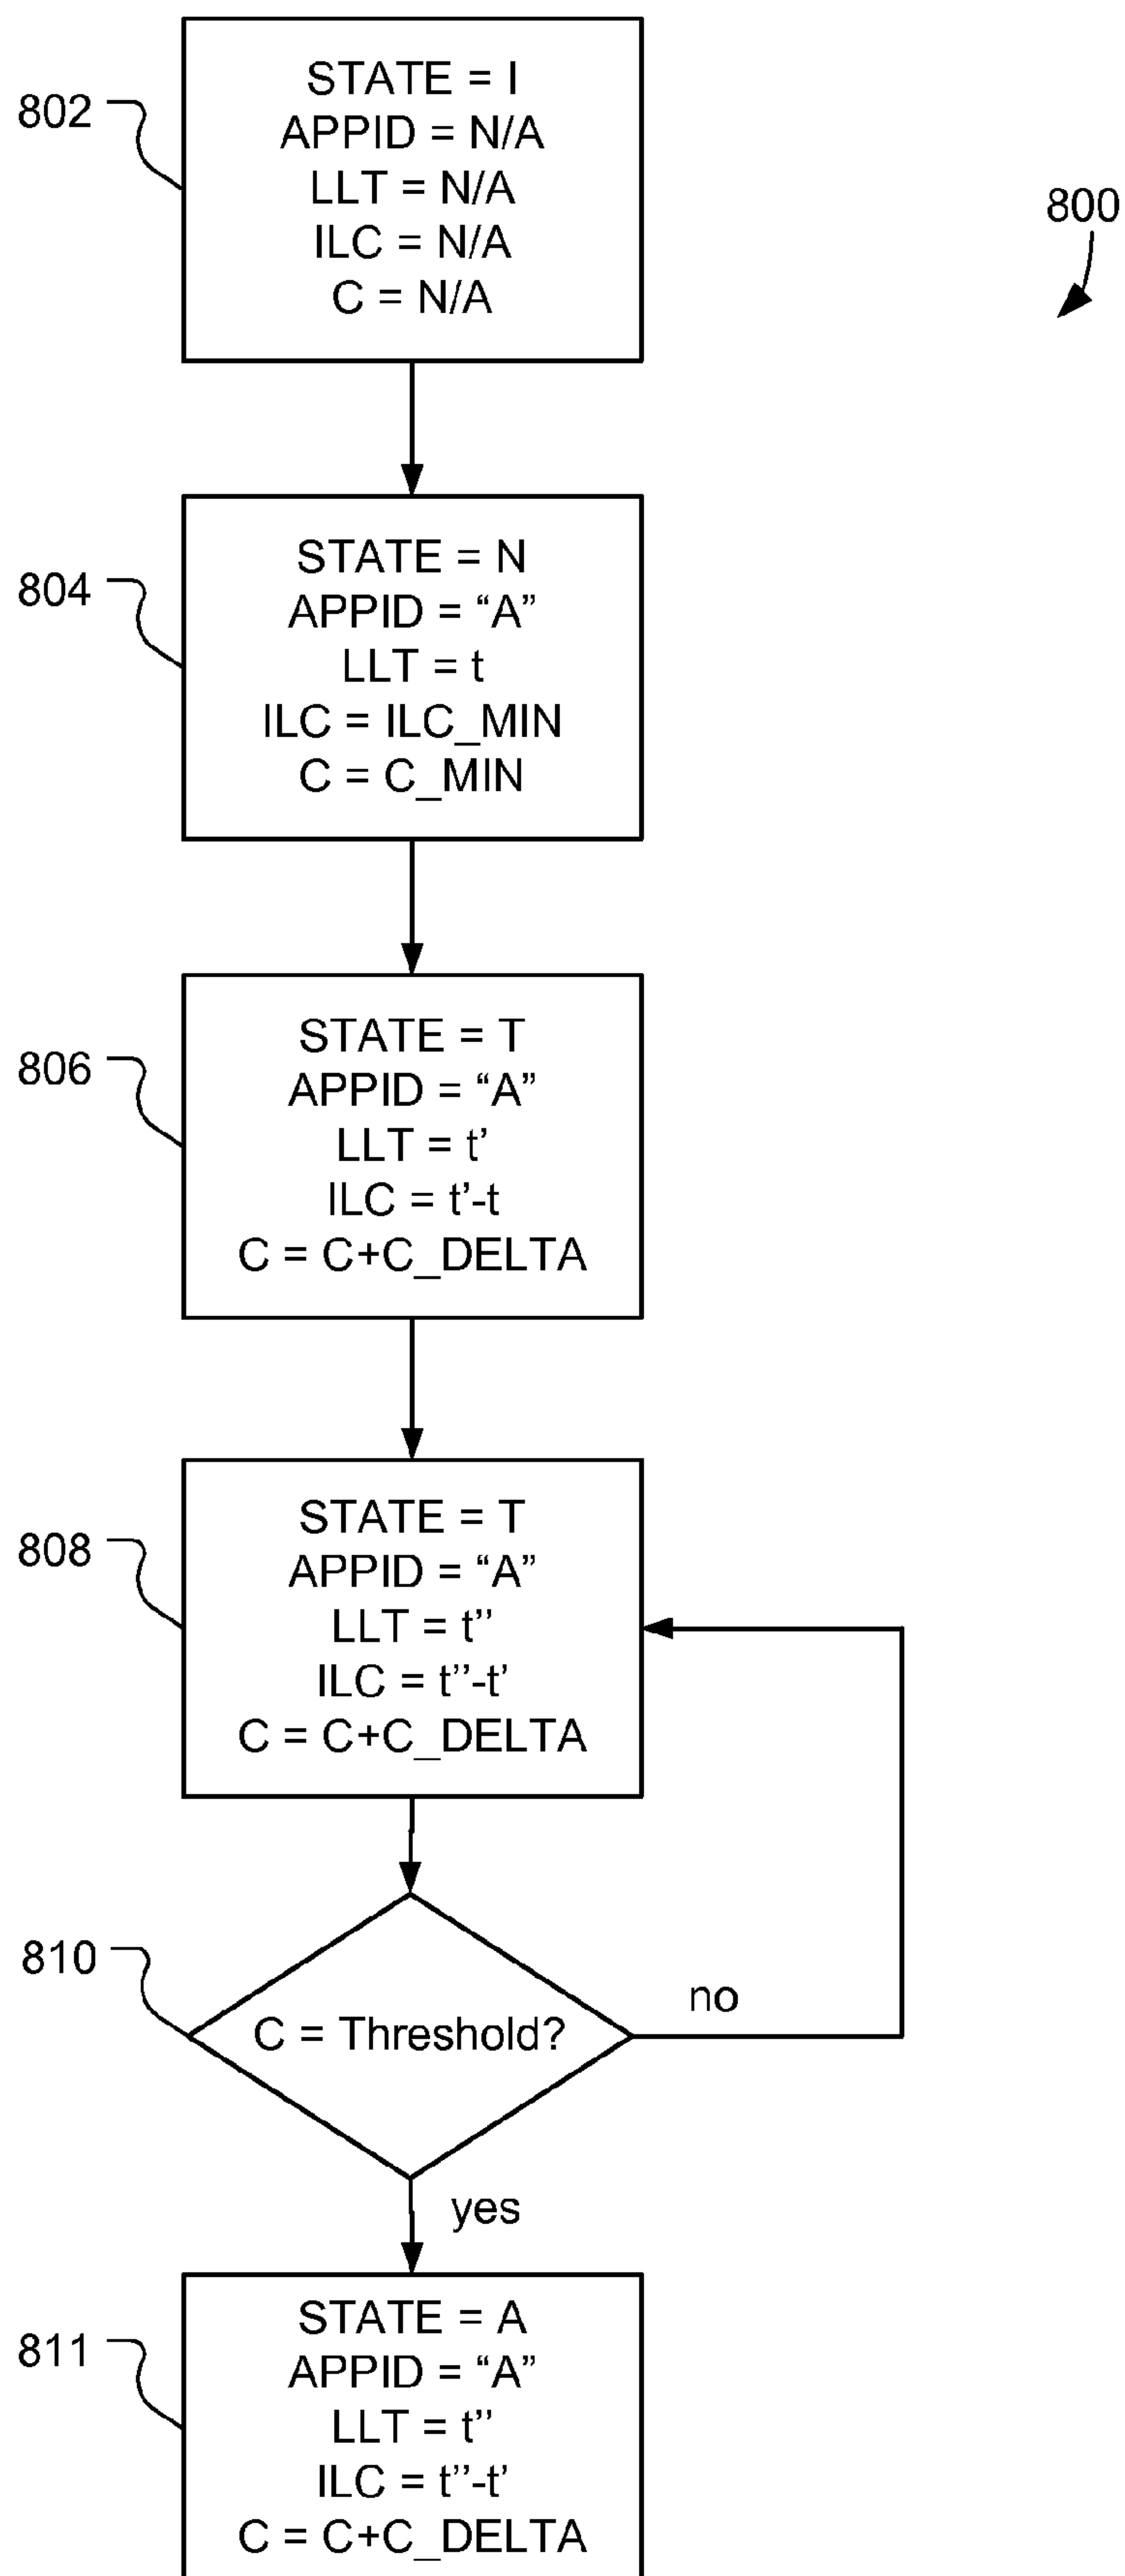 802
STATE = I
APPID = N/A
LLT = N/A
ILC = N/A
C = N/A
800
804
STATE = N
APPID = “A”
LLT = t
ILC = ILC_MIN
C = C_MIN
806
STATE = T
APPID = “A”
LLT = t’
ILC = t’-t
C = C+C_DELTA
808
STATE = T
APPID = “A”
LLT = t’’
ILC = t’’-t’
C = C+C_DELTA
810
C = Threshold?
no
yes
811
STATE = A
APPID = “A”
LLT = t’’
ILC = t’’-t’
C = C+C_DELTA